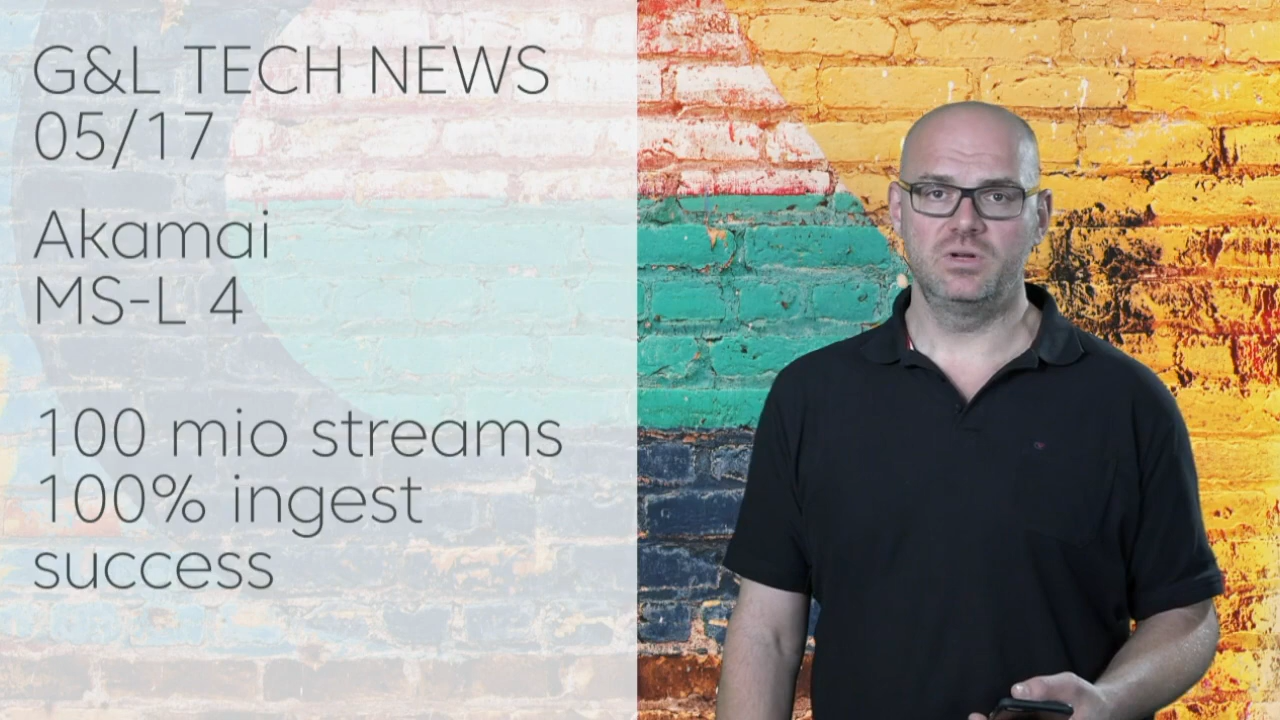 G&L TECH NEWS
05/17
Akamai
MS-L 4
100 mio streams
100% ingest
success